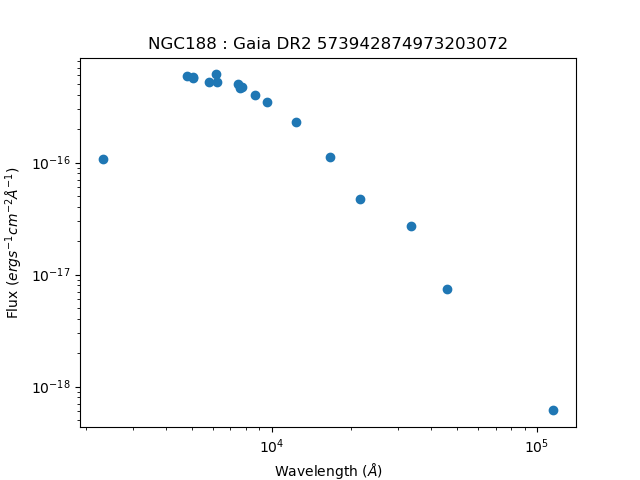 NGC188 : Gaia DR2 573942874973203072
Flux (ergs⁻¹cm⁻²Å⁻¹)
10⁻¹⁶
10⁻¹⁷
10⁻¹⁸
10⁴
10⁵
Wavelength (Å)